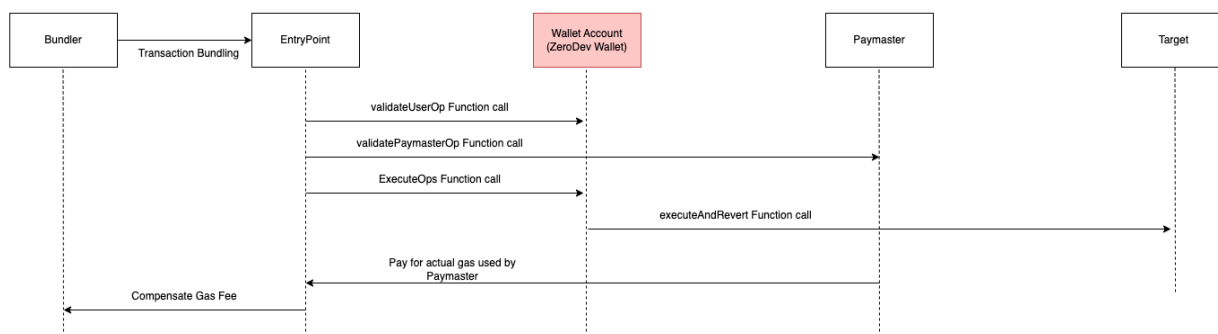 Bundler
Transaction Bundling
EntryPoint
Wallet Account
(ZeroDev Wallet)
Paymaster
Target
validateUserOp Function call
validatePaymasterOp Function call
ExecuteOps Function call
executeAndRevert Function call
Pay for actual gas used by
Paymaster
Compensate Gas Fee